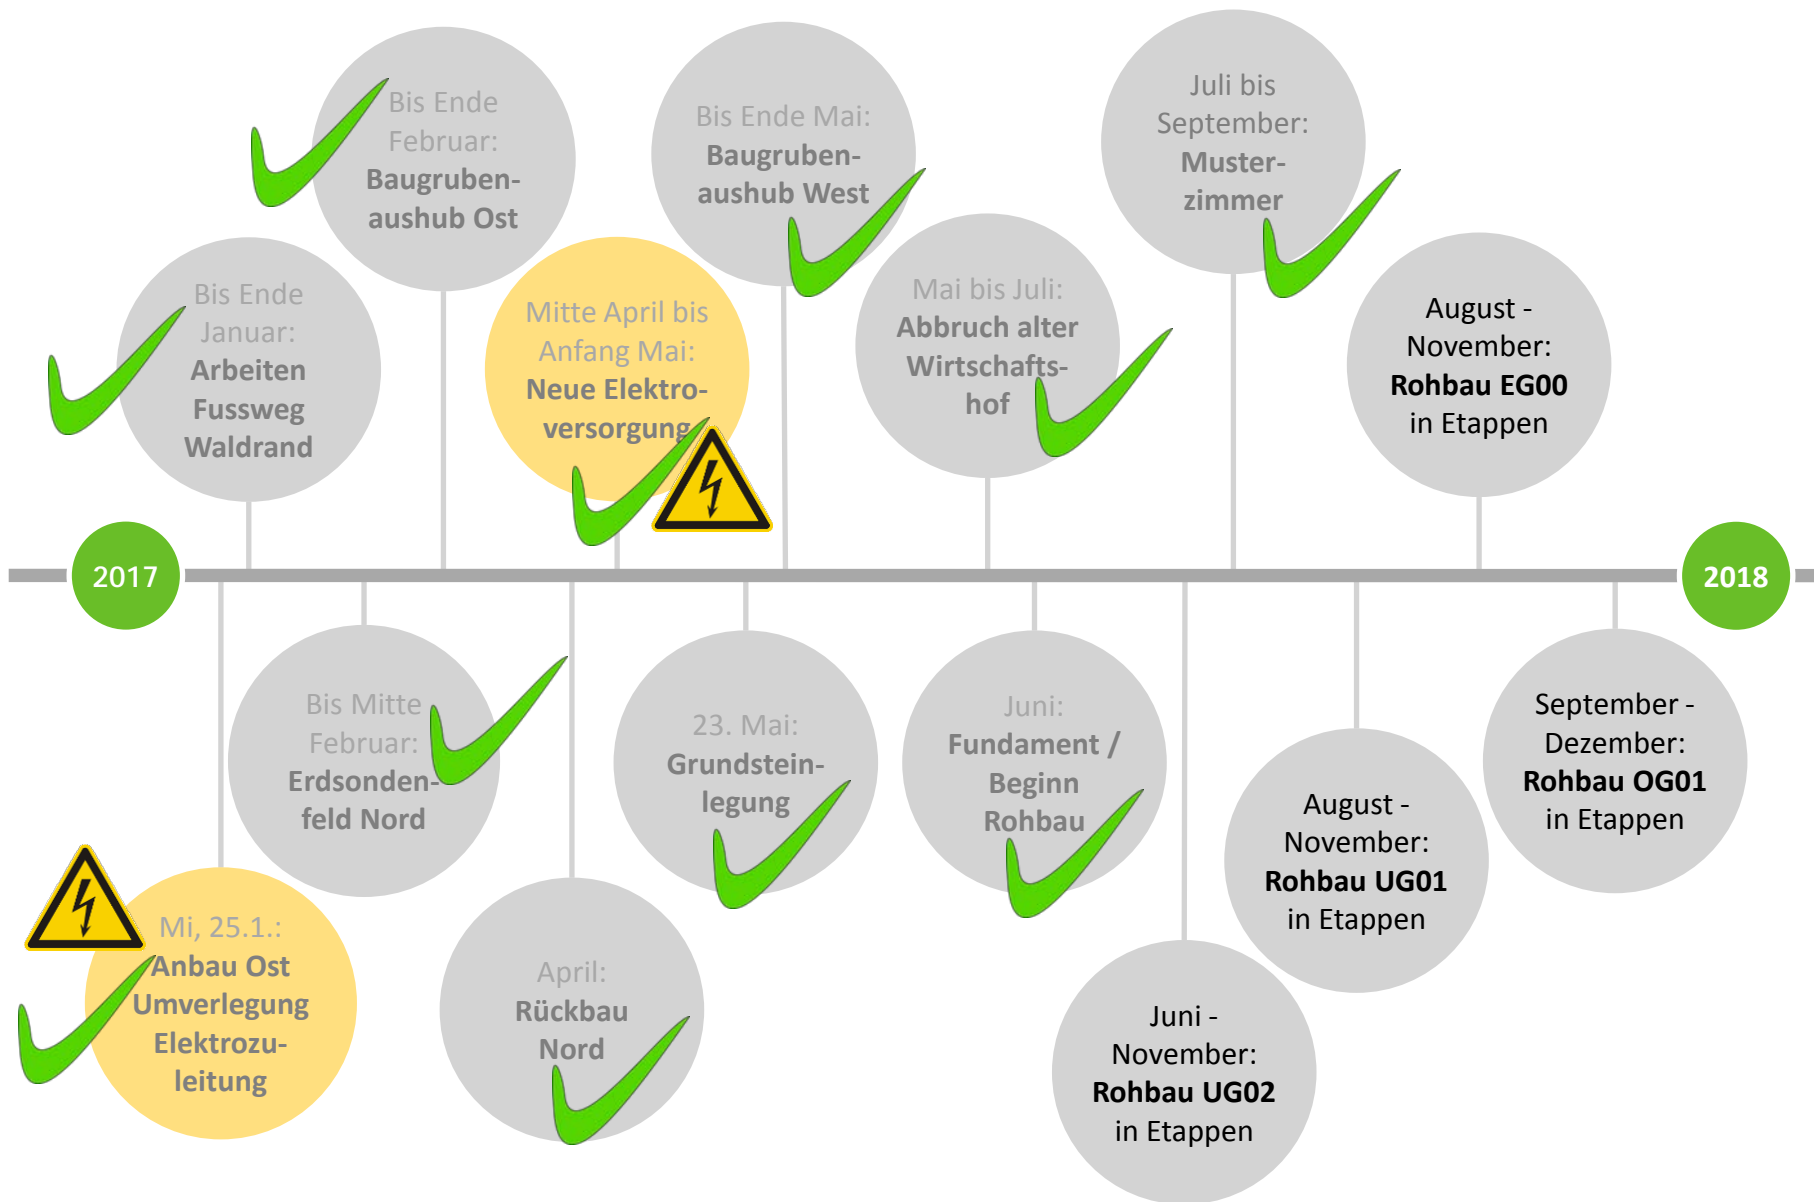 Bis Ende
Februar:
Baugruben-
aushub Ost
Bis Ende Mai:
Baugruben-
aushub West
Juli bis
September:
Muster-
zimmer
Bis Ende
Januar:
Arbeiten
Fussweg
Waldrand
Mitte April bis
Anfang Mai:
Neue Elektro-
versorgung
Mai bis Juli:
Abbruch alter
Wirtschafts-
hof
August -
November:
Rohbau EG00
in Etappen
2017
2018
Bis Mitte
Februar:
Erdsonden-
feld Nord
23. Mai:
Grundstein-
legung
Juni:
Fundament /
Beginn
Rohbau
September -
Dezember:
Rohbau OG01
in Etappen
August -
November:
Rohbau UG01
in Etappen
Mi, 25.1.:
Anbau Ost
Umverlegung
Elektrozu-
leitung
April:
Rückbau
Nord
Juni -
November:
Rohbau UG02
in Etappen